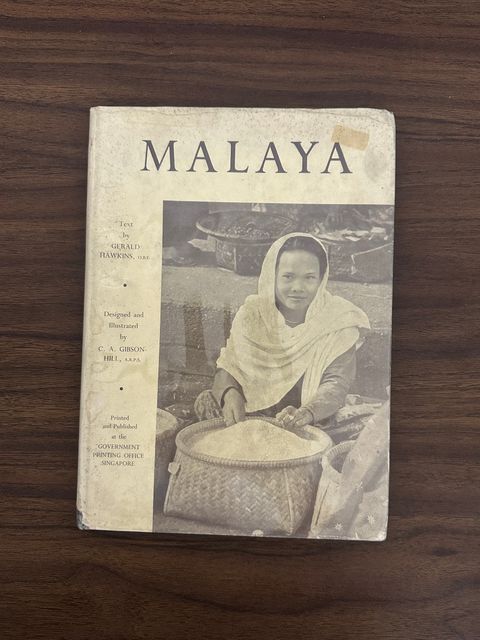 MALAYA
Text
by
GERALD
HAWKINS, O.B.E.
Designed and
Illustrated
by
C. A. GIBSON-
HILL, A.R.P.S.
Printed
and Published
at the
GOVERNMENT
PRINTING OFFICE
SINGAPORE